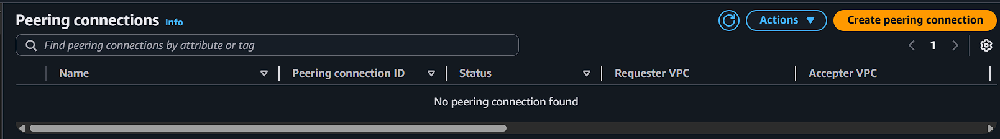 Peering connections Info
Actions
Create peering connection
Find peering connections by attribute or tag
1
Name Peering connection ID Status Requester VPC Accepter VPC
No peering connection found